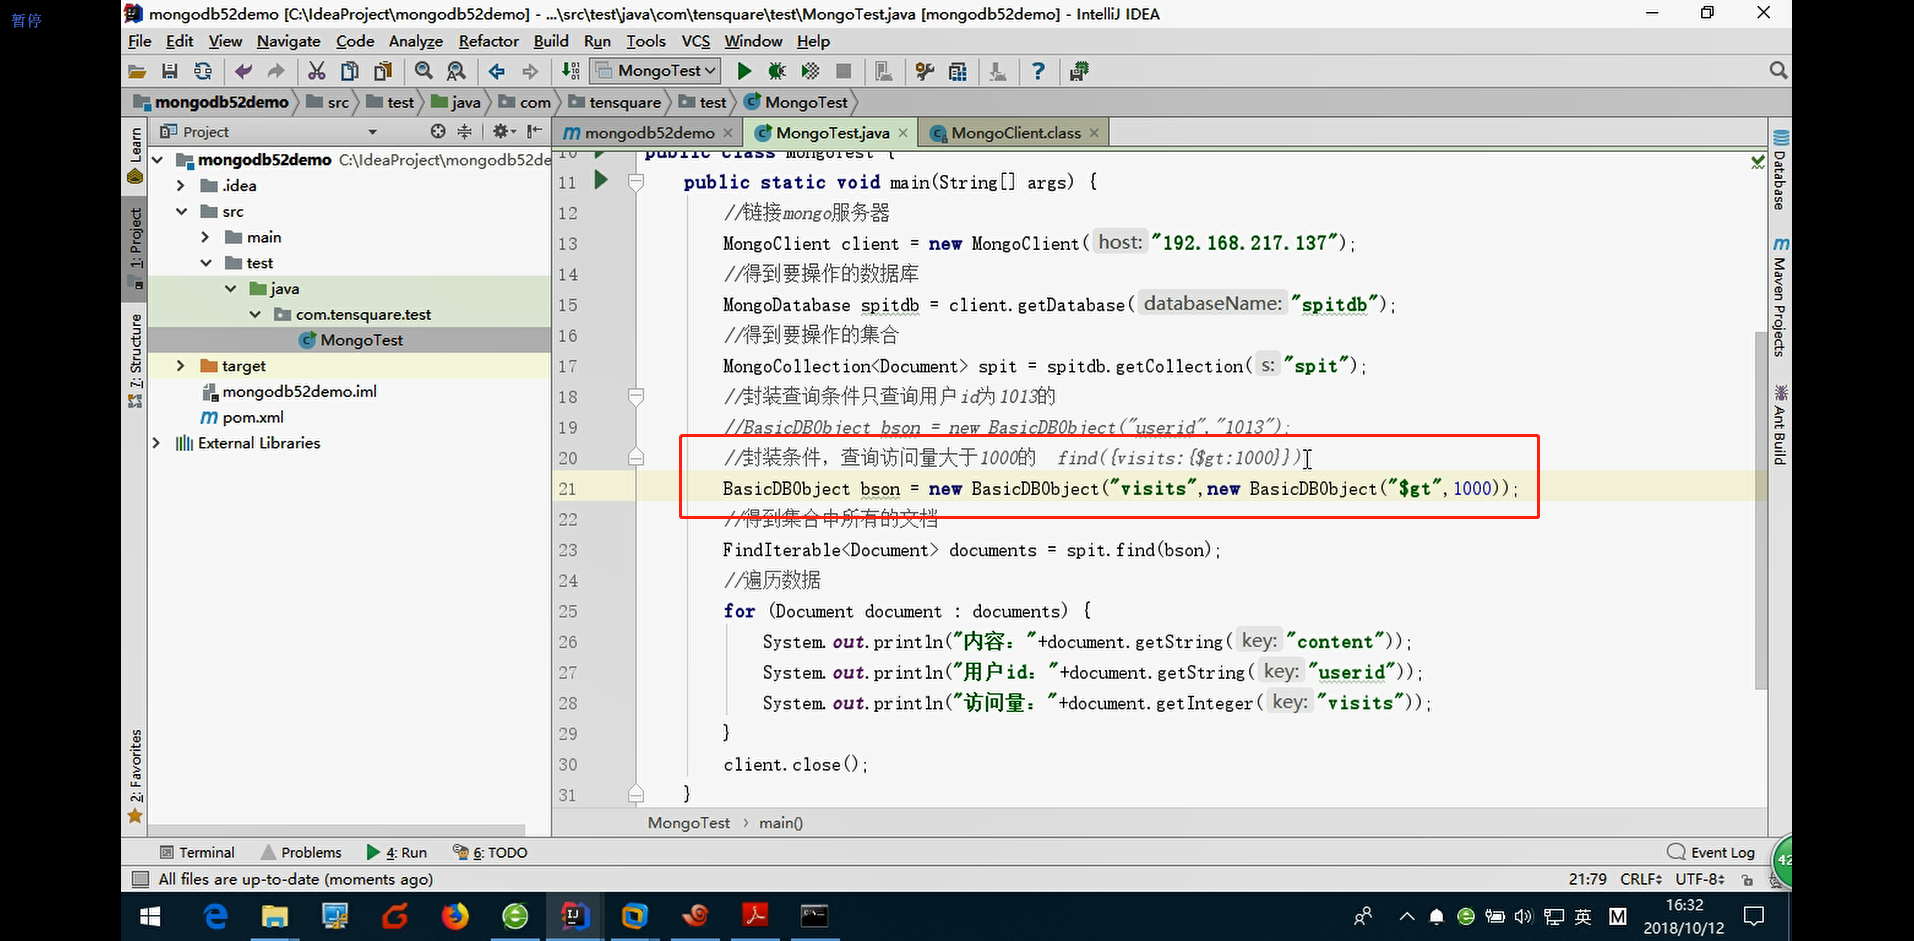 暂停
mongodb52demo [C:\IdeaProject\mongodb52demo] - ...\src\test\java\com\tensquare\test\MongoTest.java [mongodb52demo] - IntelliJ IDEA
File Edit View Navigate Code Analyze Refactor Build Run Tools VCS Window Help
MongoTest
mongodb52demo src test java com tensquare test MongoTest
Project
mongodb52demo MongoTest.java MongoClient.class
Learn
1: Project
7: Structure
2: Favorites
mongodb52demo C:\IdeaProject\mongodb52de
.idea
src
main
test
java
com.tensquare.test
MongoTest
target
mongodb52demo.iml
pom.xml
External Libraries
10 public class MongoTest {
11 public static void main(String[] args) {
12 //链接mongo服务器
13 MongoClient client = new MongoClient( host: "192.168.217.137");
14 //得到要操作的数据库
15 MongoDatabase spitdb = client.getDatabase( databaseName: "spitdb");
16 //得到要操作的集合
17 MongoCollection<Document> spit = spitdb.getCollection( s: "spit");
18 //封装查询条件只查询用户id为1013的
19 //BasicDBObject bson = new BasicDBObject("userid","1013");
20 //封装条件，查询访问量大于1000的 find({visits:{$gt:1000}})
21 BasicDBObject bson = new BasicDBObject("visits",new BasicDBObject("$gt",1000));
22 //得到集合中所有的文档
23 FindIterable<Document> documents = spit.find(bson);
24 //遍历数据
25 for (Document document : documents) {
26 System.out.println("内容："+document.getString( key: "content"));
27 System.out.println("用户id："+document.getString( key: "userid"));
28 System.out.println("访问量："+document.getInteger( key: "visits"));
29 }
30 client.close();
31 }
MongoTest › main()
Database
Maven Projects
Ant Build
Terminal Problems 4: Run 6: TODO Event Log
All files are up-to-date (moments ago) 21:79 CRLF UTF-8
42
英 M 16:32
2018/10/12